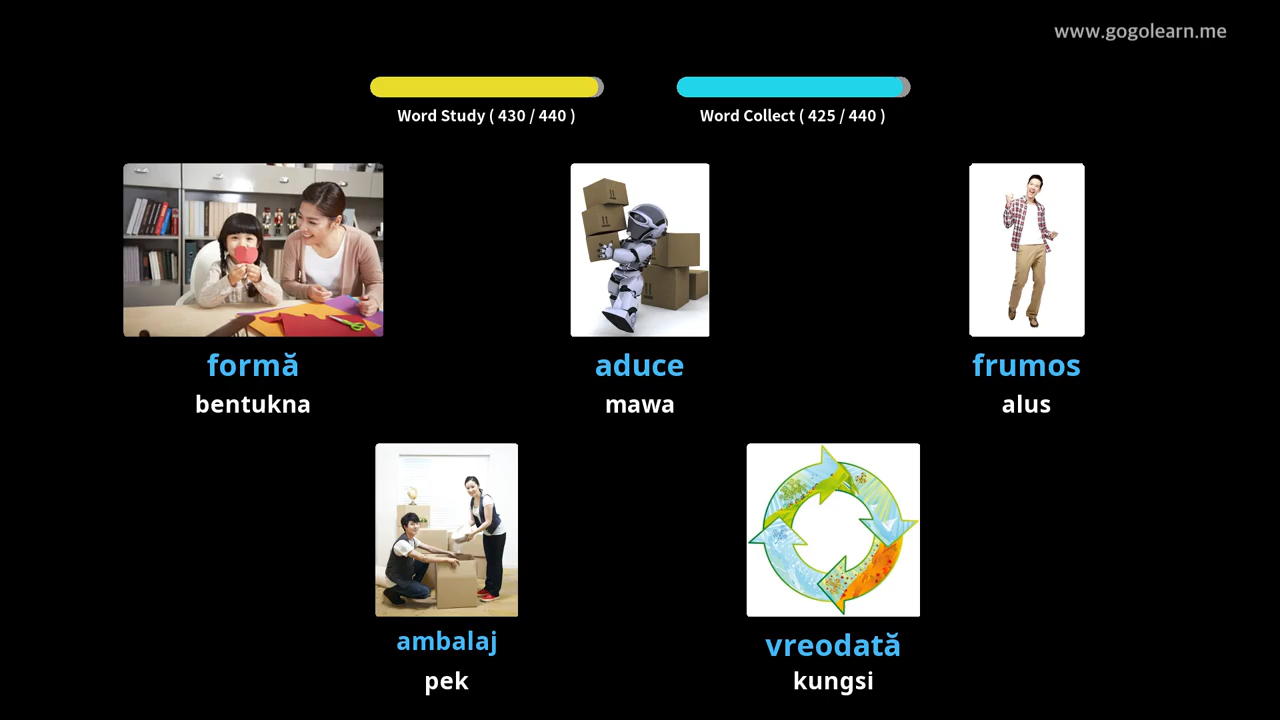 www.gogolearn.me
Word Study ( 430 / 440 )
Word Collect ( 425 / 440 )
formă
bentukna
aduce
mawa
frumos
alus
ambalaj
pek
vreodată
kungsi